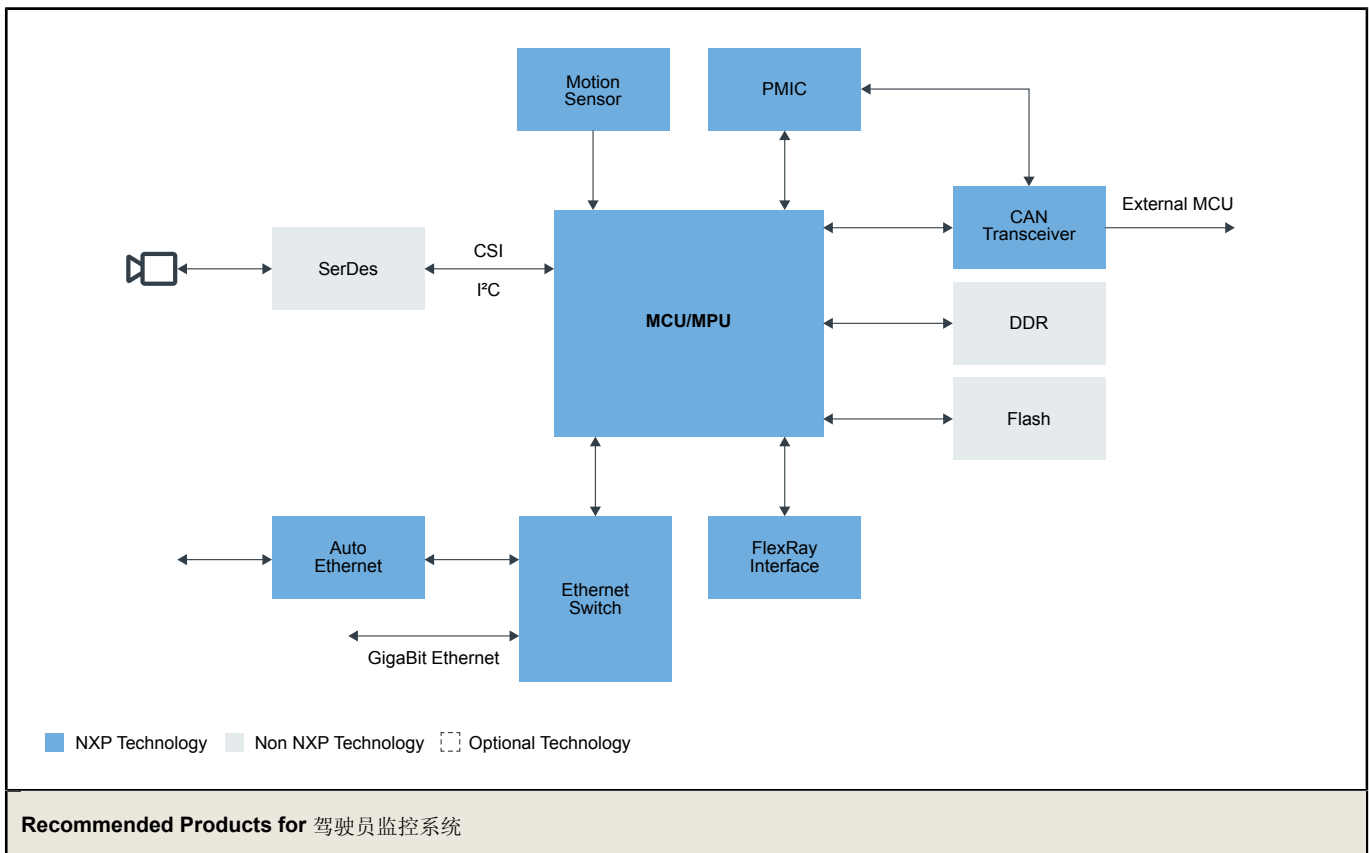 Motion
Sensor
PMIC
CAN
Transceiver
External MCU
SerDes
CSI
I²C
MCU/MPU
DDR
Flash
Auto
Ethernet
Ethernet
Switch
FlexRay
Interface
GigaBit Ethernet
NXP Technology
Non NXP Technology
Optional Technology
Recommended Products for 驾驶员监控系统